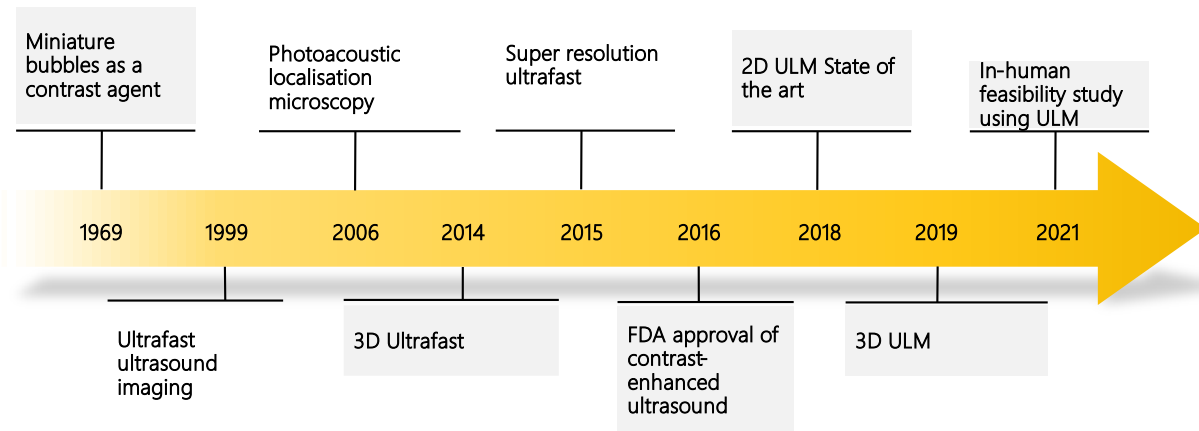 Miniature
bubbles as a
contrast agent
Photoacoustic
localisation
microscopy
Super resolution
ultrafast
2D ULM State of
the art
In-human
feasibility study
using ULM
1969 1999 2006 2014 2015 2016 2018 2019 2021
Ultrafast
ultrasound
imaging
3D Ultrafast
FDA approval of
contrast-
enhanced
ultrasound
3D ULM